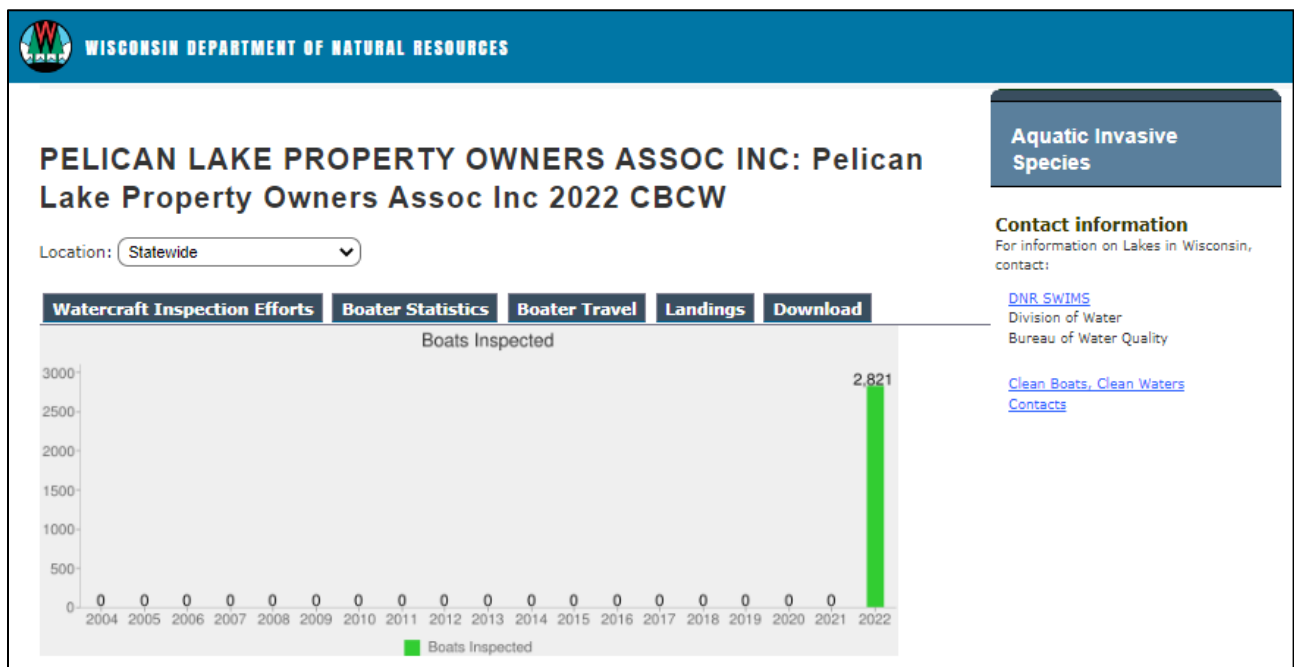 W
WISCONSIN DEPARTMENT OF NATURAL RESOURCES
PELICAN LAKE PROPERTY OWNERS ASSOC INC: Pelican
Lake Property Owners Assoc Inc 2022 CBCW
Location: Statewide
Watercraft Inspection Efforts Boater Statistics Boater Travel Landings Download
Boats Inspected
3000
2500
2000
1500
1000
500
0
0 0 0 0 0 0 0 0 0 0 0 0 0 0 0 0 0 0 2,821
2004 2005 2006 2007 2008 2009 2010 2011 2012 2013 2014 2015 2016 2017 2018 2019 2020 2021 2022
Boats Inspected
Aquatic Invasive
Species
Contact information
For information on Lakes in Wisconsin,
contact:
DNR SWIMS
Division of Water
Bureau of Water Quality
Clean Boats, Clean Waters
Contacts